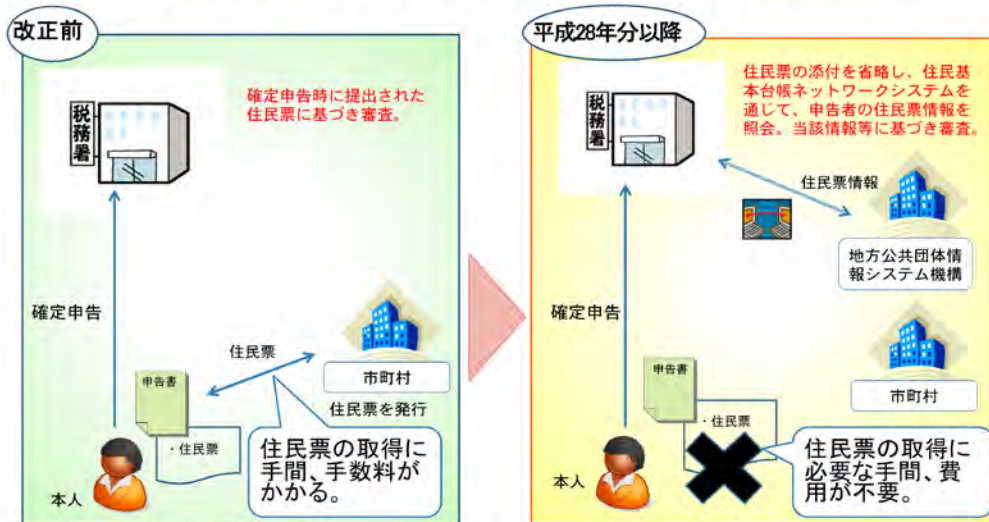 改正前
税務署
確定申告時に提出された
住民票に基づき審査。
確定申告
住民票
市町村
住民票を発行
申告書
・住民票
本人
住民票の取得に
手間、手数料が
かかる。
平成28年分以降
税務署
住民票の添付を省略し、住民基
本台帳ネットワークシステムを
通じて、申告者の住民票情報を
照会。当該情報等に基づき審査。
住民票情報
地方公共団体情
報システム機構
確定申告
市町村
申告書
・住民票
本人
住民票の取得に
必要な手間、費
用が不要。